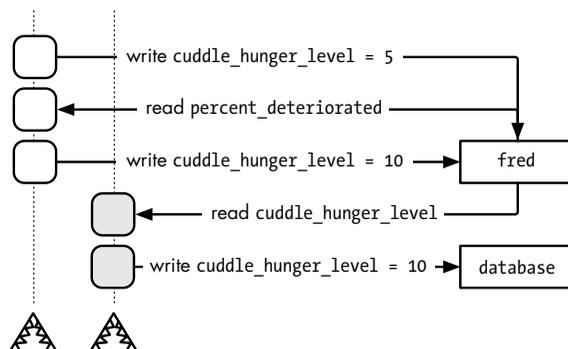 write cuddle_hunger_level = 5
read percent_deteriorated
write cuddle_hunger_level = 10
fred
read cuddle_hunger_level
write cuddle_hunger_level = 10
database